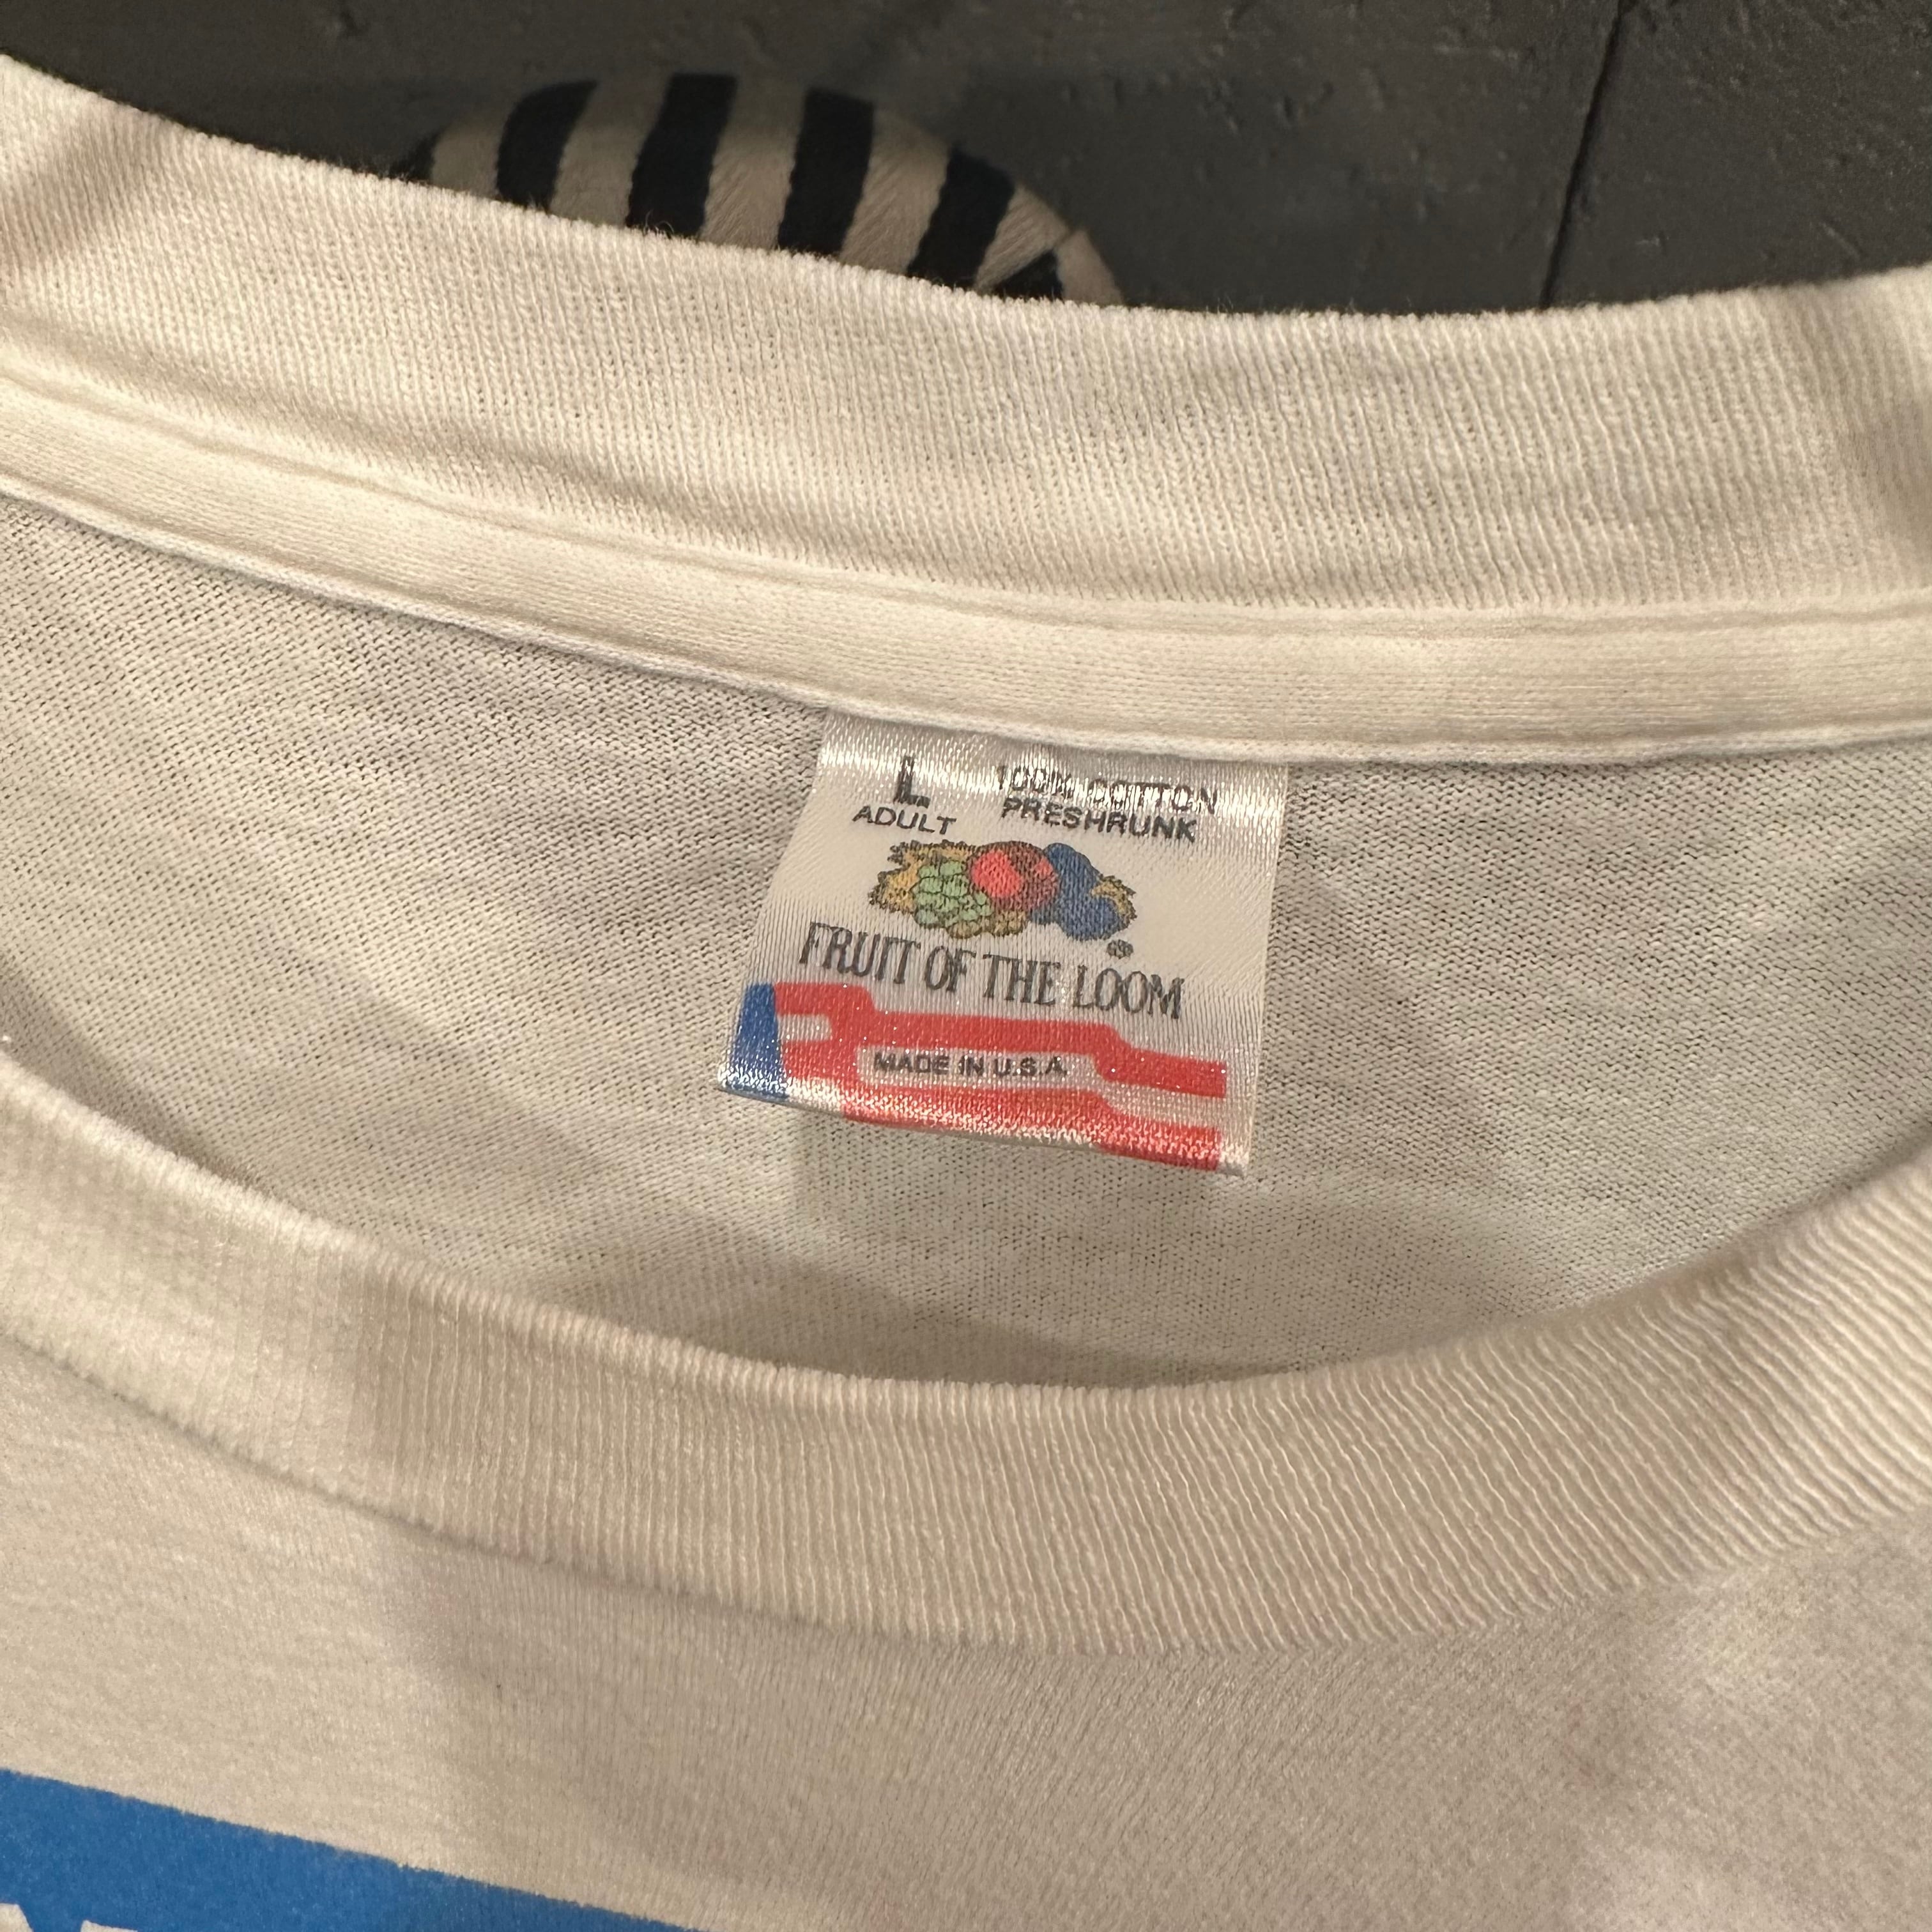 L 100% COTTON
ADULT PRESHRUNK
®
FRUIT OF THE LOOM
MADE IN U.S.A.